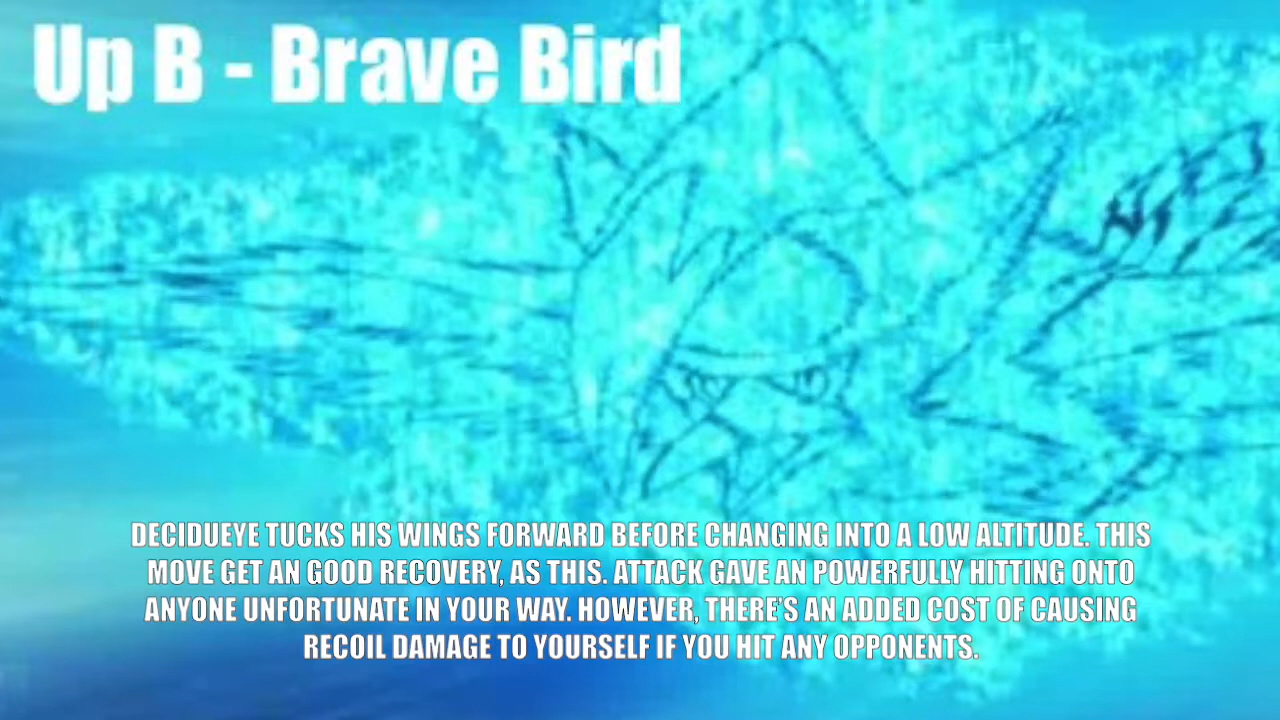 Up B - Brave Bird
DECIDUEYE TUCKS HIS WINGS FORWARD BEFORE CHANGING INTO A LOW ALTITUDE. THIS
MOVE GET AN GOOD RECOVERY, AS THIS. ATTACK GAVE AN POWERFULLY HITTING ONTO
ANYONE UNFORTUNATE IN YOUR WAY. HOWEVER, THERE'S AN ADDED COST OF CAUSING
RECOIL DAMAGE TO YOURSELF IF YOU HIT ANY OPPONENTS.